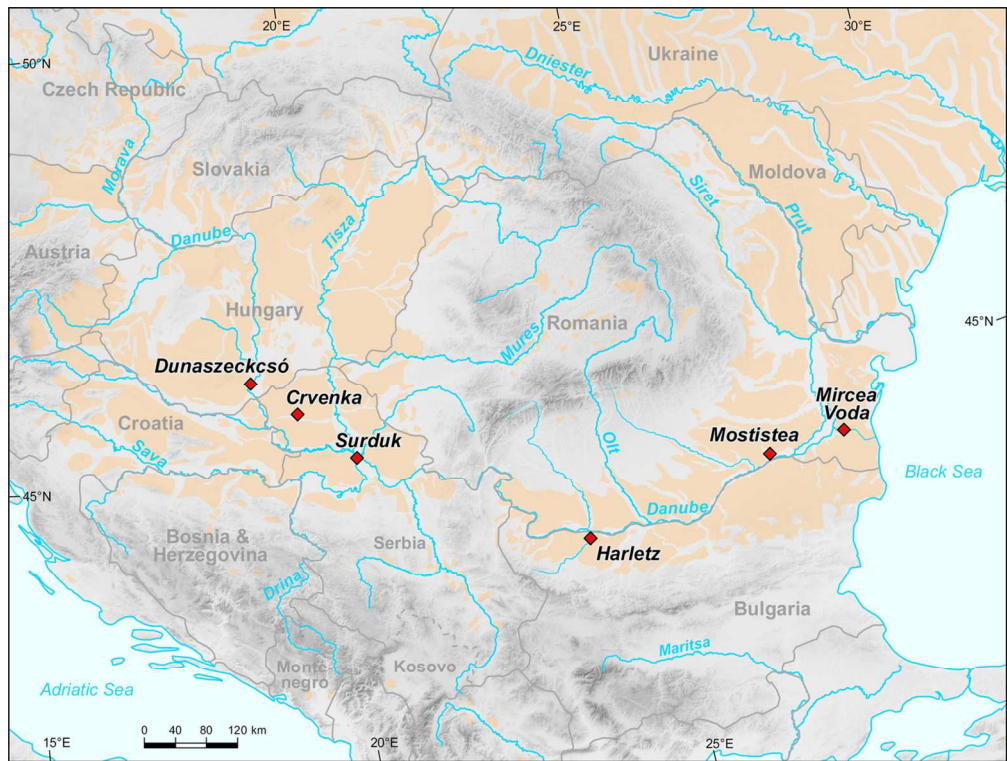 20°E
25°E
30°E
50°N
Ukraine
Dniester
Czech Republic
Morava
Slovakia
Moldova
Siret
Prut
Tisza
Danube
Austria
Hungary
Romania
45°N
Mures
Dunaszeckcsó
Crvenka
Mircea
Voda
Croatia
Surduk
Mostistea
Olt
Sava
Black Sea
45°N
Danube
Bosnia &
Herzegovina
Serbia
Harletz
Drina
Bulgaria
Maritsa
Monte-
negro
Kosovo
Adriatic Sea
0 40 80 120 km
15°E
20°E
25°E